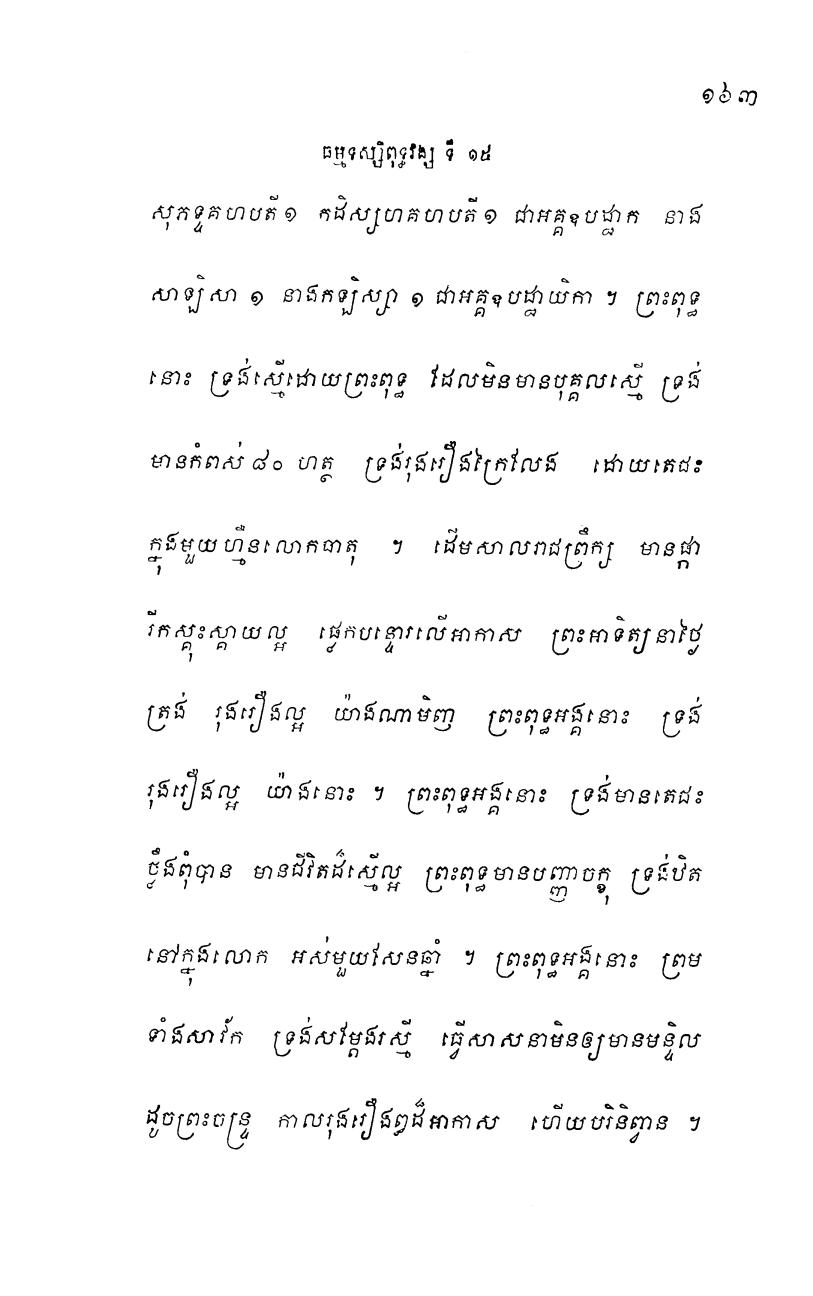 ១៦៣
ធម្មទស្សិពុទ្ធវង្ស ទី ១៥
សុភទ្ទគហបតី ១ កដិស្សហគហបតី ១ ជាអគ្គឧបដ្ឋាក នាង
សាឡិសា ១ នាងកឡិស្សា ១ ជាអគ្គឧបដ្ឋាយិកា ។ ព្រះពុទ្ធ
នោះ ទ្រង់ស្មើដោយព្រះពុទ្ធ ដែលមិនមានបុគ្គលស្មើ ទ្រង់
មានកំពស់ ៨០ ហត្ថ ទ្រង់រុងរឿងក្រៃលែង ដោយតេជះ
ក្នុងមួយហ្មឺនលោកធាតុ ។ ដើមសាលរាជព្រឹក្ស មានផ្កា
រីកស្គុះស្គាយល្អ ផ្ទេកបន្ទោរលើអាកាស ព្រះអាទិត្យនាថ្ងៃ
ត្រង់ រុងរឿងល្អ យ៉ាងណាមិញ ព្រះពុទ្ធអង្គនោះ ទ្រង់
រុងរឿងល្អ យ៉ាងនោះ ។ ព្រះពុទ្ធអង្គនោះ ទ្រង់មានតេជះ
ថ្លឹងពុំបាន មានជីវិតដ៏ស្មើល្អ ព្រះពុទ្ធមានបញ្ញាចក្ខុ ទ្រង់ឋិត
នៅក្នុងលោក អស់មួយសែនឆ្នាំ ។ ព្រះពុទ្ធអង្គនោះ ព្រម
ទាំងសាវ័ក ទ្រង់សម្ដែងរស្មី ធ្វើសាសនាមិនឲ្យមានមន្ទិល
ដូចព្រះចន្ទ្រ កាលរុងរឿងឰដ៏អាកាស ហើយបរិនិព្វាន ។